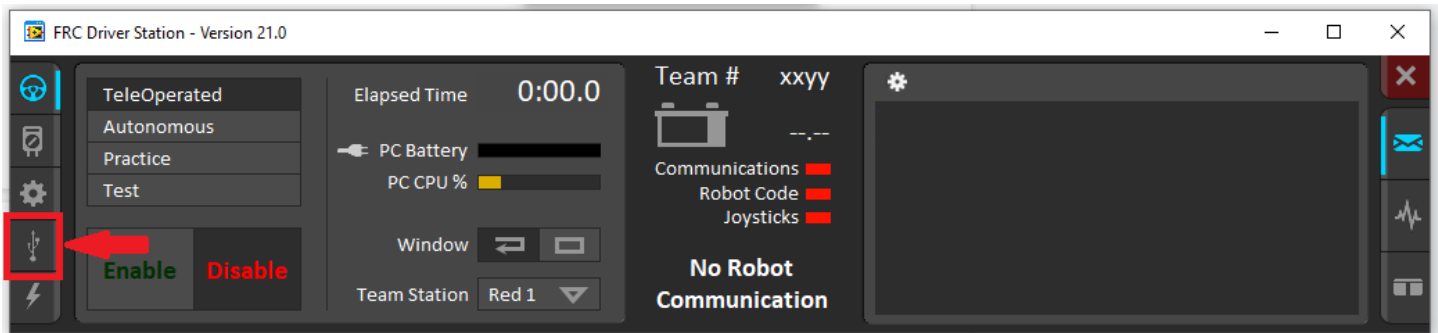 FRC Driver Station - Version 21.0
TeleOperated
Autonomous
Practice
Test
Enable Disable
Elapsed Time 0:00.0
PC Battery
PC CPU %
Window
Team Station Red 1
Team # xxyy
--.--
Communications
Robot Code
Joysticks
No Robot
Communication